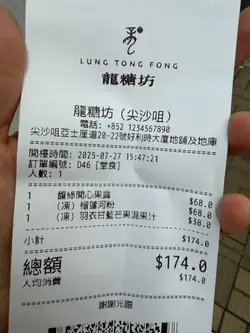 LUNG TONG FONG
龍糖坊
龍糖坊（尖沙咀）
電話: +852 1234567890
尖沙咀亞士厘道20-22號好利時大廈地舖及地庫
開檯時間: 2025-07-27 15:47:21
訂單編號: D46【堂食】
人數: 1
1 馥綠開心果露 $68.0
1 (凍) 榴槤河粉 $68.0
1 (凍) 羽衣甘藍芒果混果汁 $38.0
小計 $174.0
總額 $174.0
人均消費 $174.0
謝謝光臨